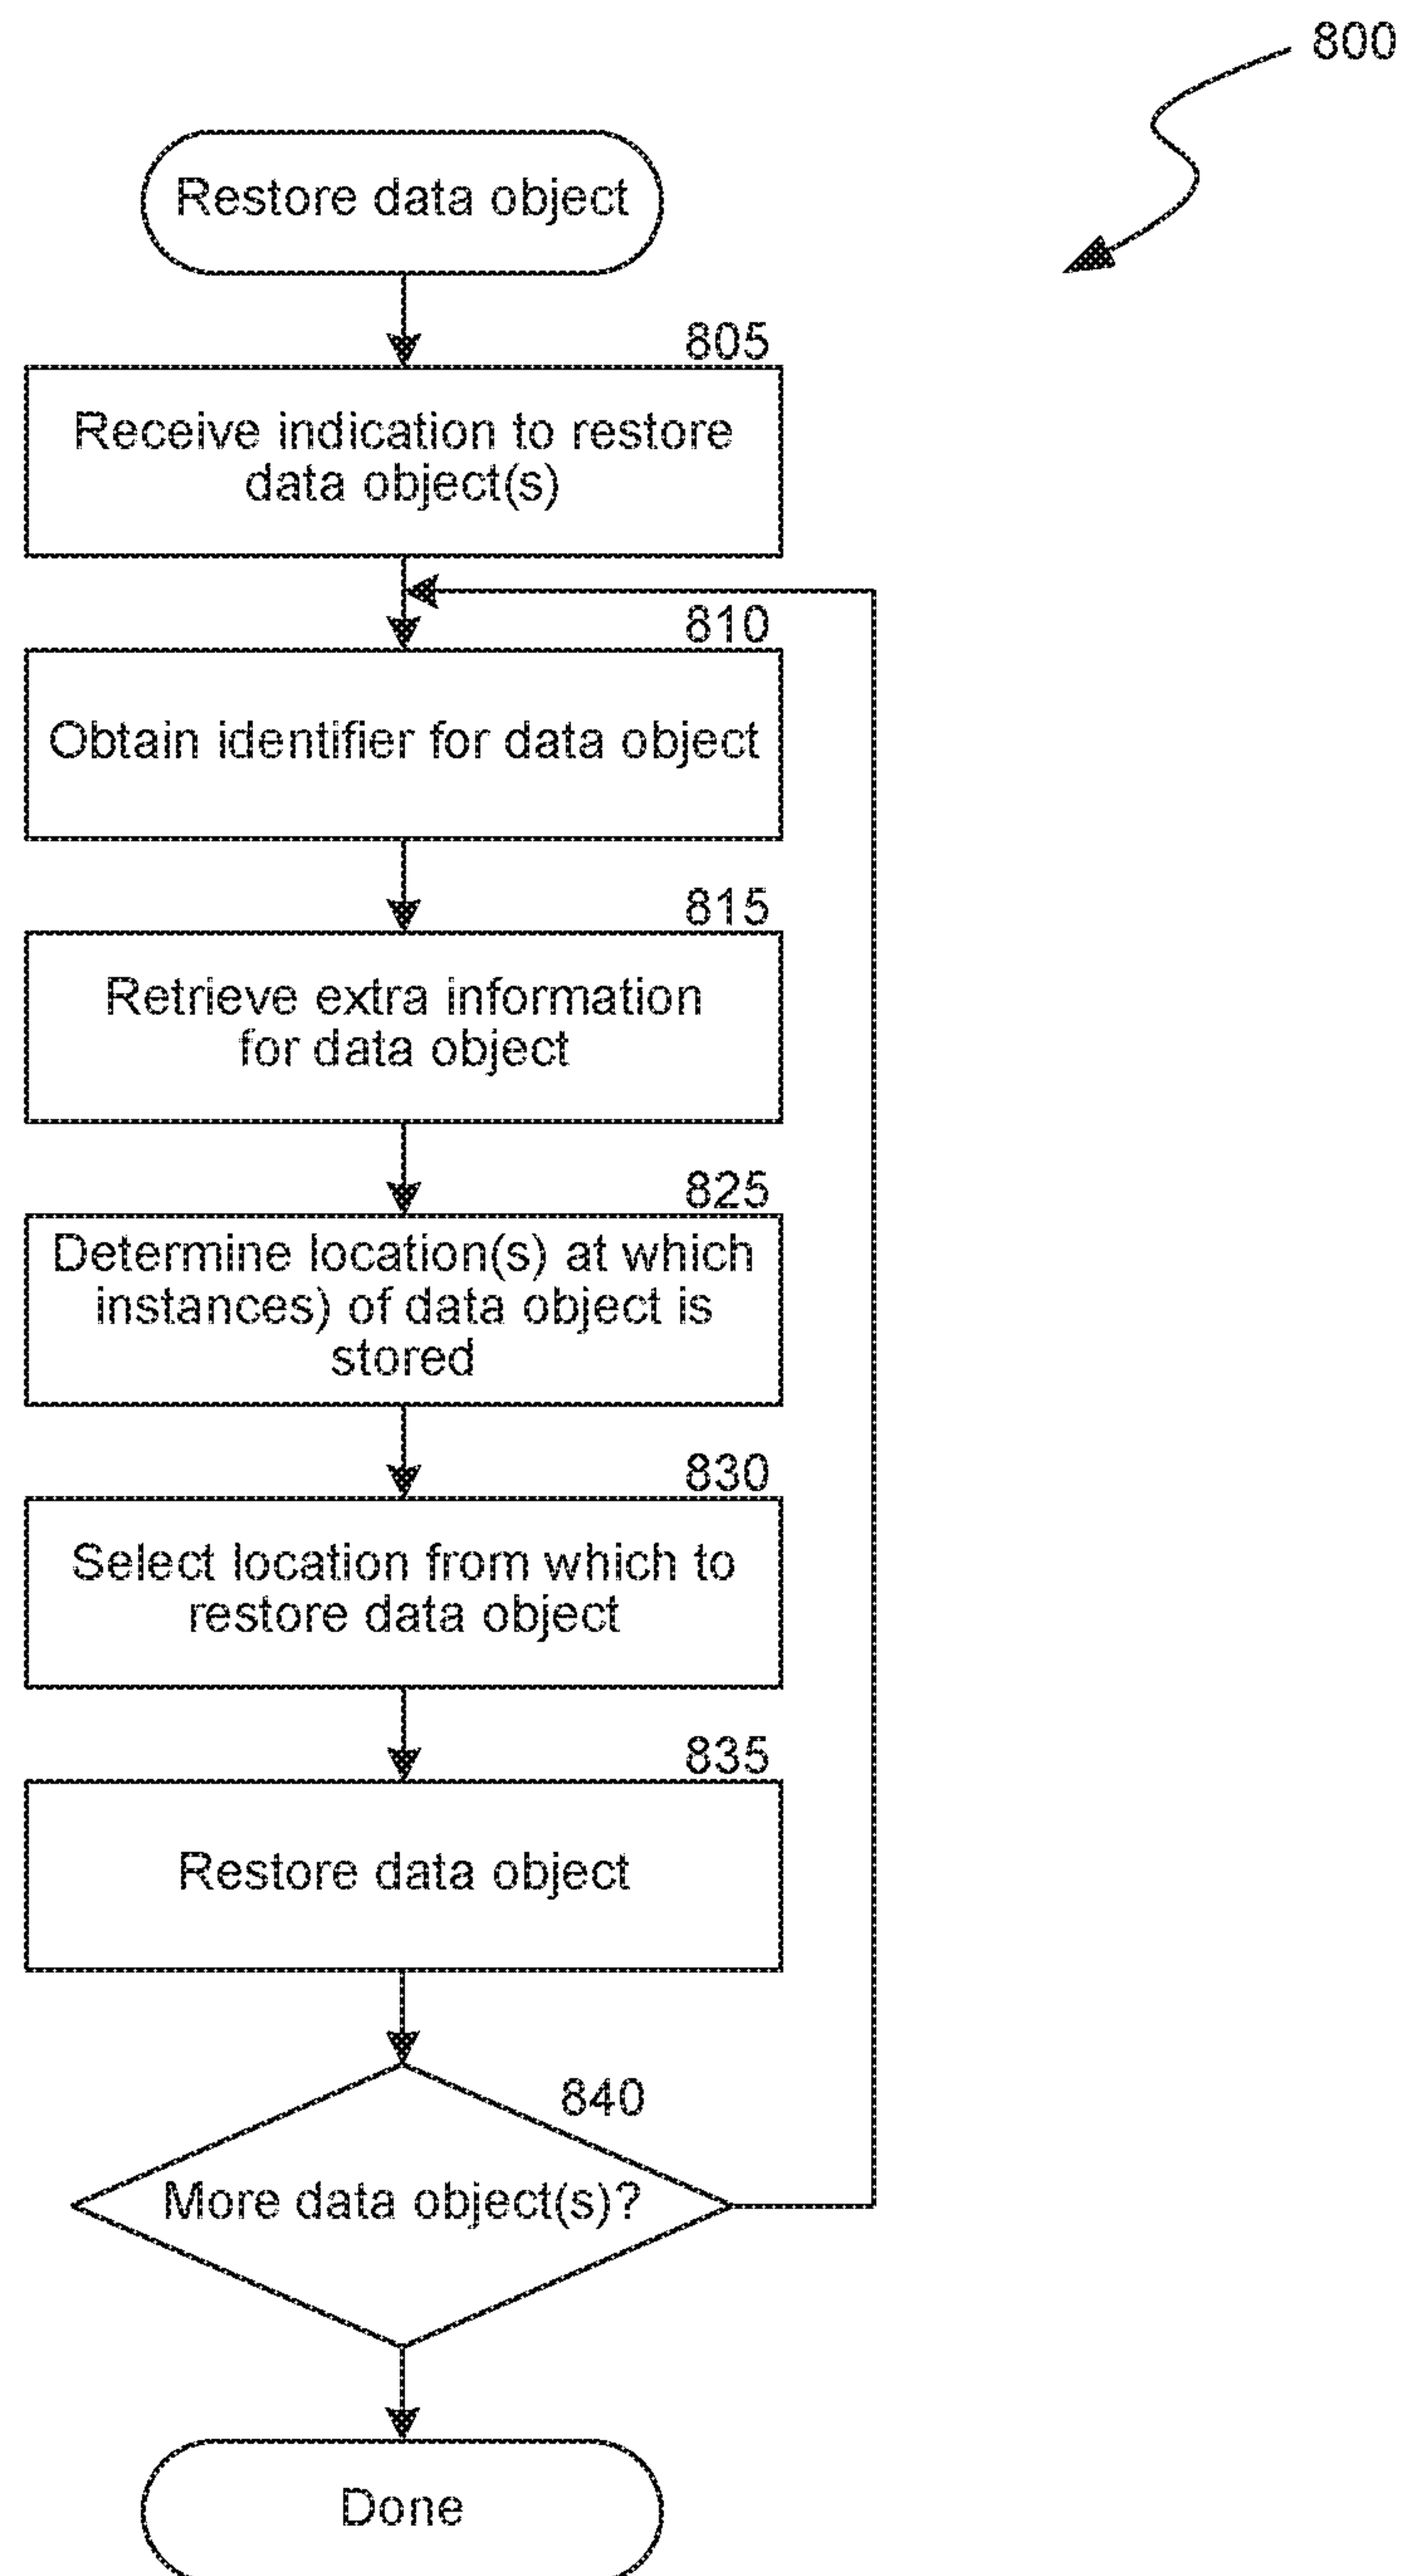 800
Restore data object
805
Receive indication to restore
data object(s)
810
Obtain identifier for data object
815
Retrieve extra information
for data object
825
Determine location(s) at which
instances) of data object is
stored
830
Select location from which to
restore data object
835
Restore data object
840
More data object(s)?
Done